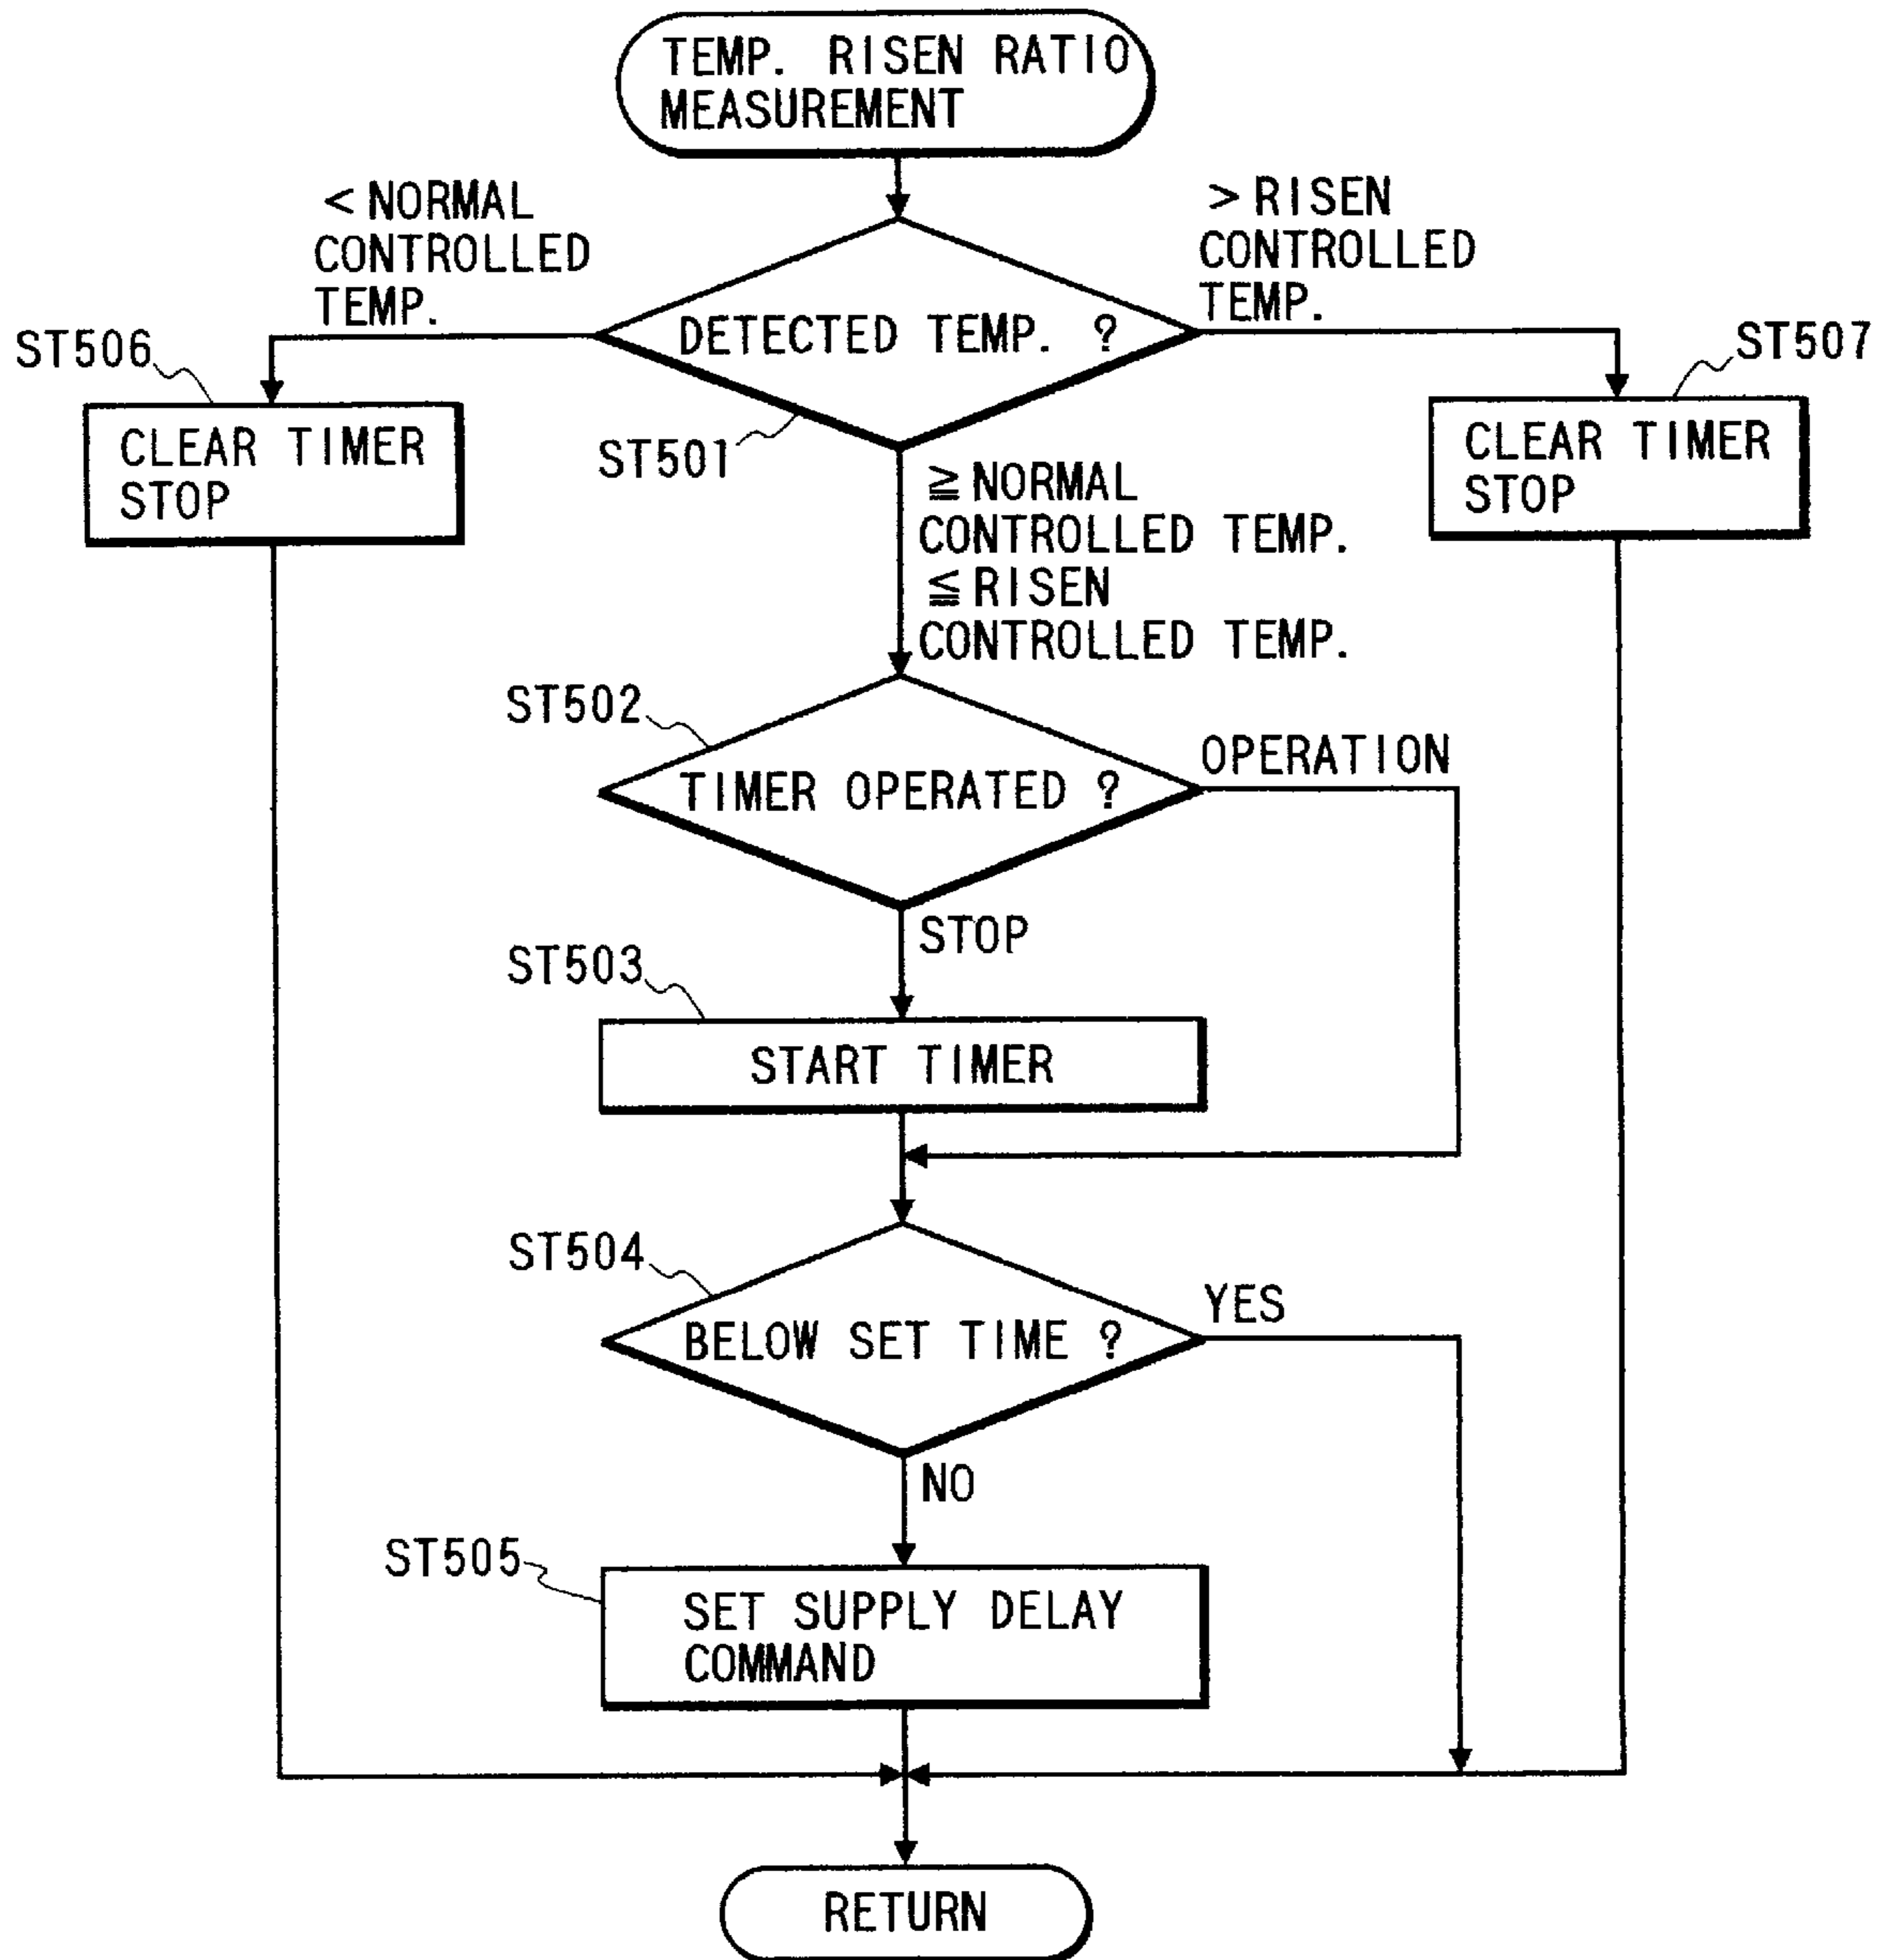 TEMP. RISEN RATIO
MEASUREMENT
< NORMAL
CONTROLLED
TEMP.
> RISEN
CONTROLLED
TEMP.
DETECTED TEMP. ?
ST506
ST507
ST501
CLEAR TIMER
STOP
CLEAR TIMER
STOP
≧ NORMAL
CONTROLLED TEMP.
≦ RISEN
CONTROLLED TEMP.
ST502
OPERATION
TIMER OPERATED ?
STOP
ST503
START TIMER
ST504
YES
BELOW SET TIME ?
NO
ST505
SET SUPPLY DELAY
COMMAND
RETURN